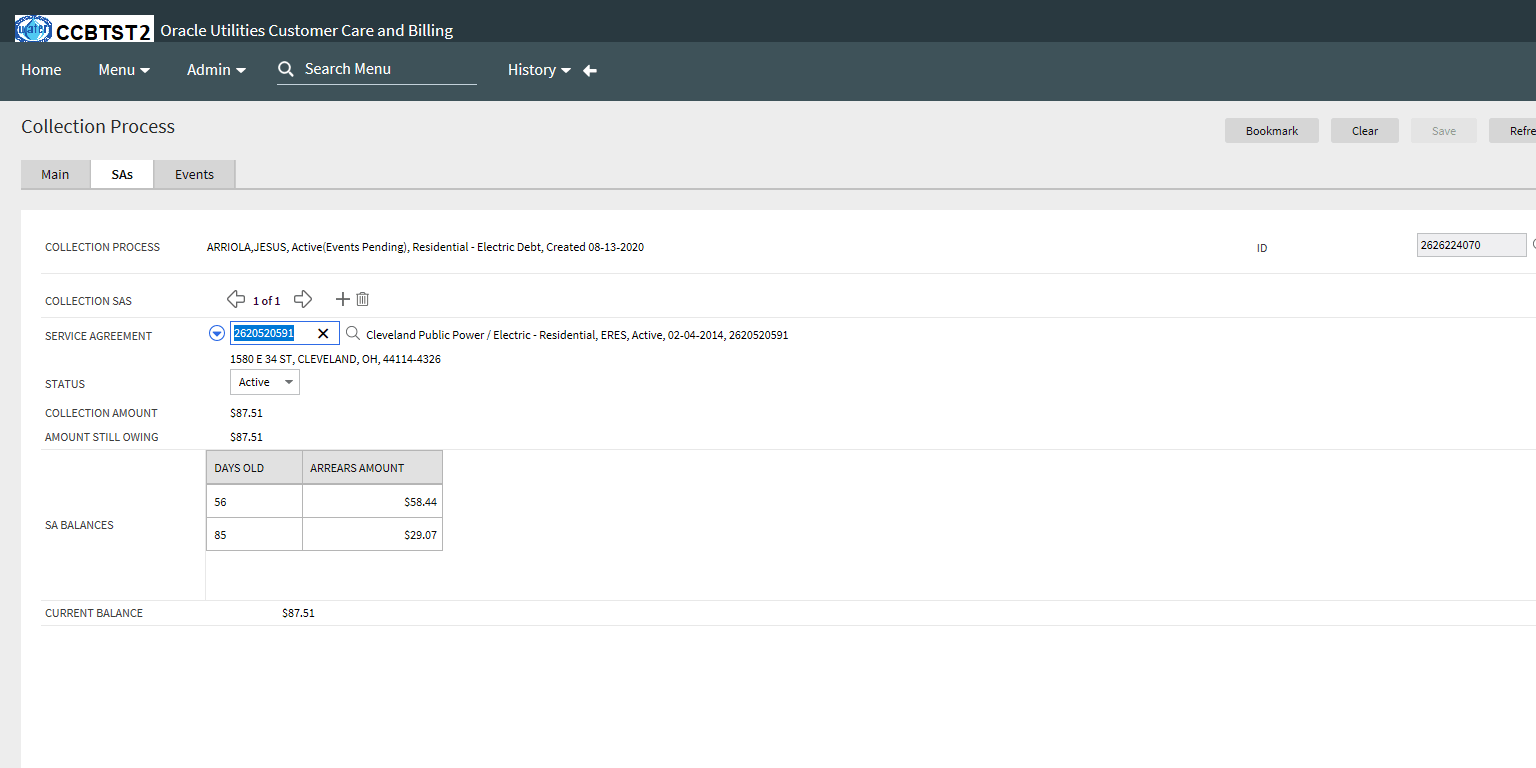 water CCBTST2 Oracle Utilities Customer Care and Billing
Home Menu Admin Search Menu History
Collection Process
Bookmark Clear Save Refre
Main SAs Events
COLLECTION PROCESS ARRIOLA,JESUS, Active(Events Pending), Residential - Electric Debt, Created 08-13-2020 ID 2626224070
COLLECTION SAS 1 of 1
SERVICE AGREEMENT 2620520591 Cleveland Public Power / Electric - Residential, ERES, Active, 02-04-2014, 2620520591
1580 E 34 ST, CLEVELAND, OH, 44114-4326
STATUS Active
COLLECTION AMOUNT $87.51
AMOUNT STILL OWING $87.51
DAYS OLD ARREARS AMOUNT
56 $58.44
SA BALANCES
85 $29.07
CURRENT BALANCE $87.51